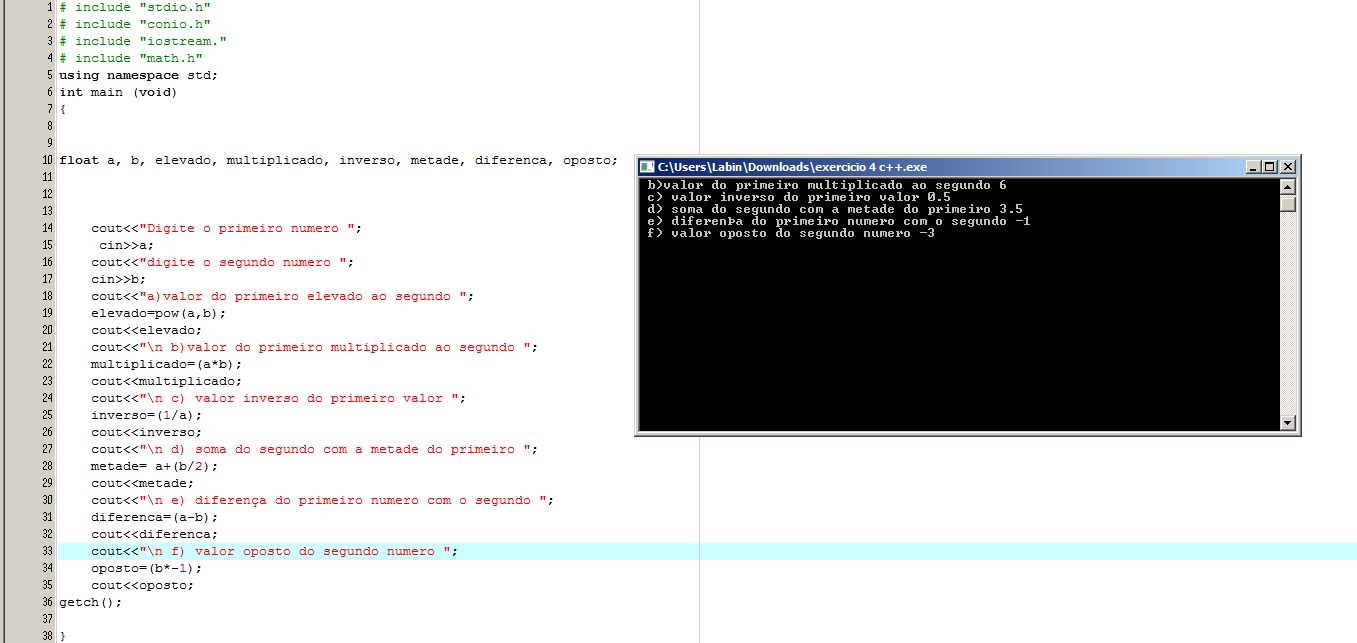 1 # include "stdio.h"
2 # include "conio.h"
3 # include "iostream."
4 # include "math.h"
5 using namespace std;
6 int main (void)
7 {
8
9
10 float a, b, elevado, multiplicado, inverso, metade, diferenca, oposto;
11
12
13
14 cout<<"Digite o primeiro numero ";
15 cin>>a;
16 cout<<"digite o segundo numero ";
17 cin>>b;
18 cout<<"a)valor do primeiro elevado ao segundo ";
19 elevado=pow(a,b);
20 cout<<elevado;
21 cout<<"\n b)valor do primeiro multiplicado ao segundo ";
22 multiplicado=(a*b);
23 cout<<multiplicado;
24 cout<<"\n c) valor inverso do primeiro valor ";
25 inverso=(1/a);
26 cout<<inverso;
27 cout<<"\n d) soma do segundo com a metade do primeiro ";
28 metade= a+(b/2);
29 cout<<metade;
30 cout<<"\n e) diferença do primeiro numero com o segundo ";
31 diferenca=(a-b);
32 cout<<diferenca;
33 cout<<"\n f) valor oposto do segundo numero ";
34 oposto=(b*-1);
35 cout<<oposto;
36 getch();
37
38 }
C:\Users\Labin\Downloads\exercicio 4 c++.exe
b)valor do primeiro multiplicado ao segundo 6
c) valor inverso do primeiro valor 0.5
d) soma do segundo com a metade do primeiro 3.5
e) diferenþa do primeiro numero com o segundo -1
f) valor oposto do segundo numero -3